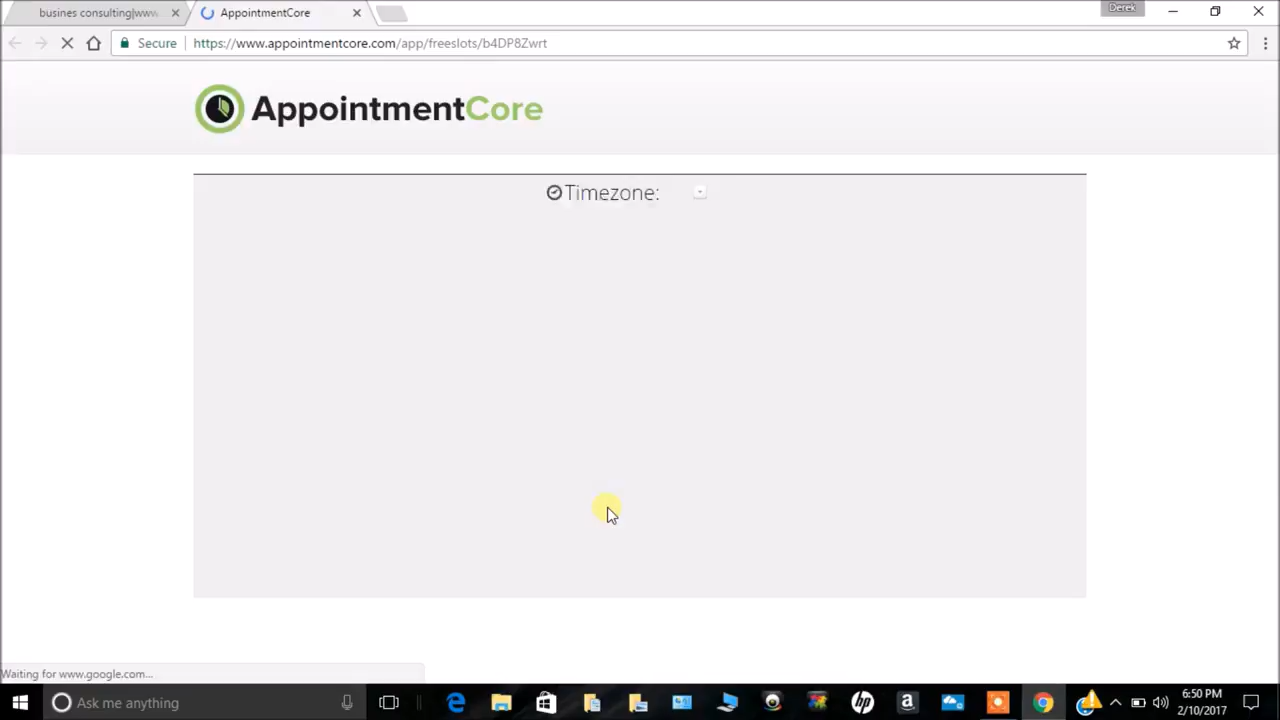 busines consulting|www
AppointmentCore
Derek
Secure
https://www.appointmentcore.com/app/freeslots/b4DP8Zwrt
AppointmentCore
Timezone:
Waiting for www.google.com...
Ask me anything
6:50 PM
2/10/2017